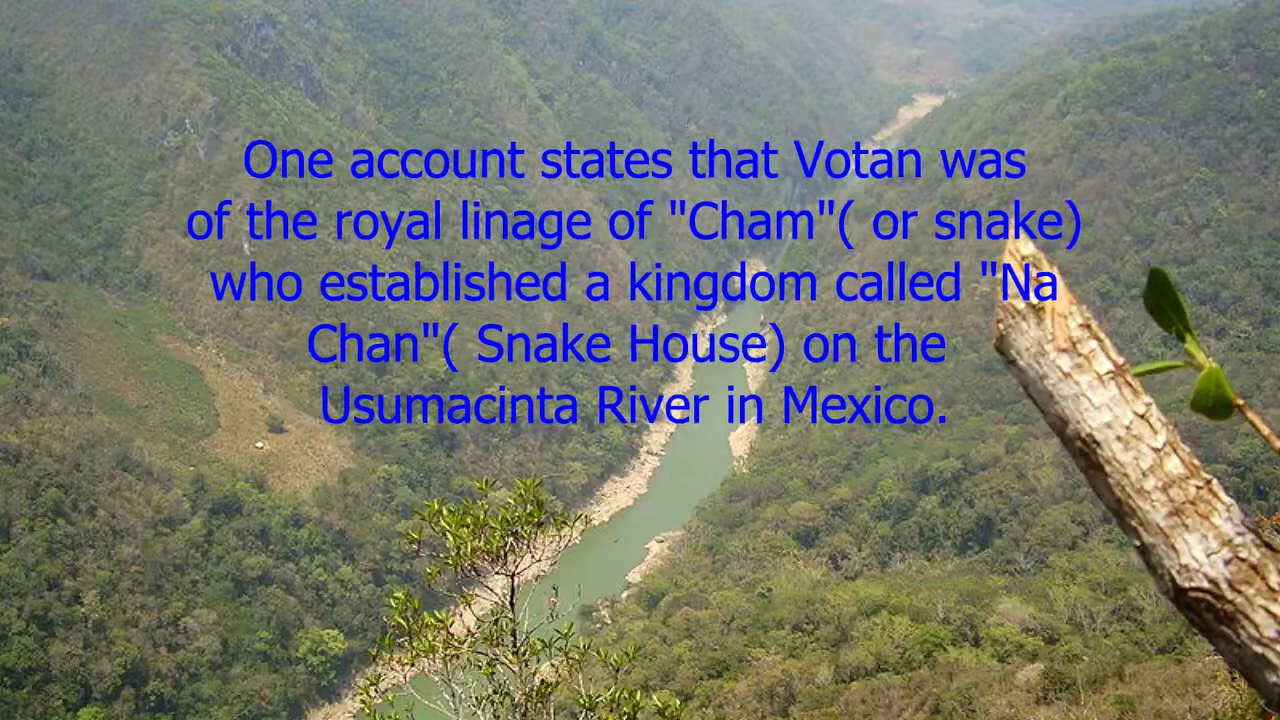 One account states that Votan was
of the royal linage of "Cham"( or snake)
who established a kingdom called "Na
Chan"( Snake House) on the
Usumacinta River in Mexico.